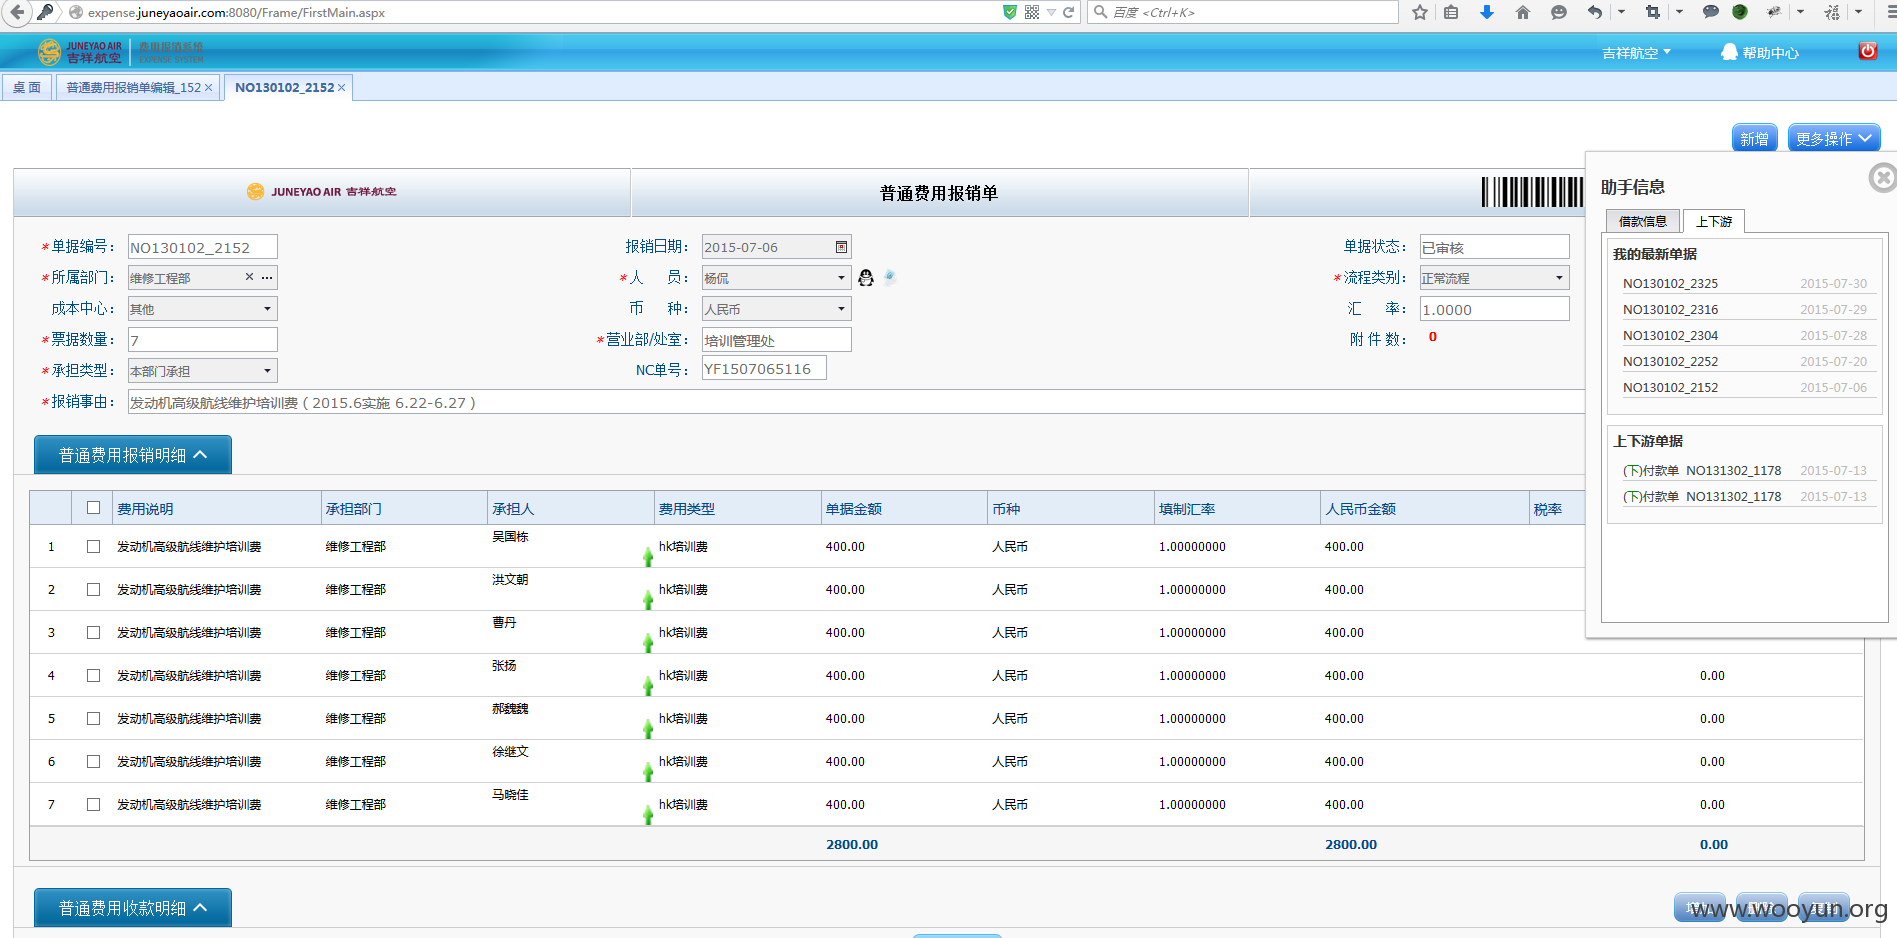 expense.juneyaoair.com:8080/Frame/FirstMain.aspx
百度 <Ctrl+K>
JUNEYAO AIR
吉祥航空
费用报销系统
EXPENSE SYSTEM
吉祥航空
帮助中心
桌 面
普通费用报销单编辑_152
NO130102_2152
新增
更多操作
JUNEYAO AIR 吉祥航空
普通费用报销单
*单据编号： NO130102_2152
报销日期： 2015-07-06
单据状态： 已审核
*所属部门： 维修工程部
*人 员： 杨侃
*流程类别： 正常流程
成本中心： 其他
币 种： 人民币
汇 率： 1.0000
*票据数量： 7
*营业部/处室： 培训管理处
附 件 数： 0
*承担类型： 本部门承担
NC单号： YF1507065116
*报销事由： 发动机高级航线维护培训费 ( 2015.6实施 6.22-6.27 )
助手信息
借款信息
上下游
我的最新单据
NO130102_2325 2015-07-30
NO130102_2316 2015-07-29
NO130102_2304 2015-07-28
NO130102_2252 2015-07-20
NO130102_2152 2015-07-06
上下游单据
(下)付款单 NO131302_1178 2015-07-13
(下)付款单 NO131302_1178 2015-07-13
普通费用报销明细
费用说明 承担部门 承担人 费用类型 单据金额 币种 填制汇率 人民币金额 税率
1 发动机高级航线维护培训费 维修工程部 吴国栋 hk培训费 400.00 人民币 1.00000000 400.00
2 发动机高级航线维护培训费 维修工程部 洪文朝 hk培训费 400.00 人民币 1.00000000 400.00
3 发动机高级航线维护培训费 维修工程部 曹丹 hk培训费 400.00 人民币 1.00000000 400.00
4 发动机高级航线维护培训费 维修工程部 张扬 hk培训费 400.00 人民币 1.00000000 400.00 0.00
5 发动机高级航线维护培训费 维修工程部 郝魏魏 hk培训费 400.00 人民币 1.00000000 400.00 0.00
6 发动机高级航线维护培训费 维修工程部 徐继文 hk培训费 400.00 人民币 1.00000000 400.00 0.00
7 发动机高级航线维护培训费 维修工程部 马晓佳 hk培训费 400.00 人民币 1.00000000 400.00 0.00
2800.00 2800.00 0.00
普通费用收款明细
www.wooyun.org